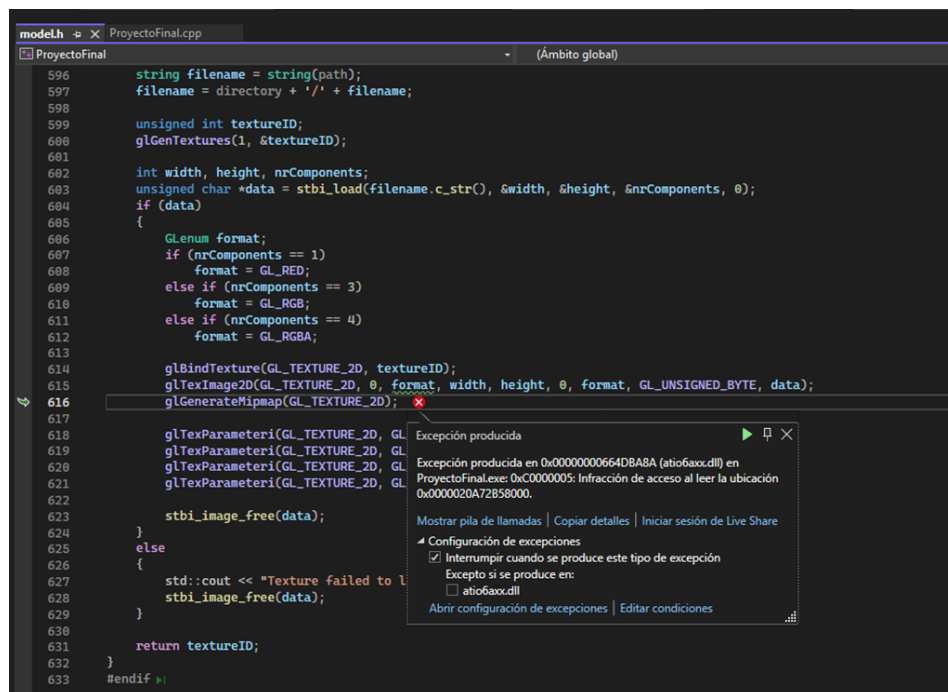 model.h ProyectoFinal.cpp
ProyectoFinal (Ámbito global)
596 string filename = string(path);
597 filename = directory + '/' + filename;
598
599 unsigned int textureID;
600 glGenTextures(1, &textureID);
601
602 int width, height, nrComponents;
603 unsigned char *data = stbi_load(filename.c_str(), &width, &height, &nrComponents, 0);
604 if (data)
605 {
606 GLenum format;
607 if (nrComponents == 1)
608 format = GL_RED;
609 else if (nrComponents == 3)
610 format = GL_RGB;
611 else if (nrComponents == 4)
612 format = GL_RGBA;
613
614 glBindTexture(GL_TEXTURE_2D, textureID);
615 glTexImage2D(GL_TEXTURE_2D, 0, format, width, height, 0, format, GL_UNSIGNED_BYTE, data);
616 glGenerateMipmap(GL_TEXTURE_2D);
617
618 glTexParameteri(GL_TEXTURE_2D, GL
619 glTexParameteri(GL_TEXTURE_2D, GL
620 glTexParameteri(GL_TEXTURE_2D, GL
621 glTexParameteri(GL_TEXTURE_2D, GL
622
623 stbi_image_free(data);
624 }
625 else
626 {
627 std::cout << "Texture failed to l
628 stbi_image_free(data);
629 }
630
631 return textureID;
632 }
633 #endif
Excepción producida
Excepción producida en 0x00000000664DBA8A (atio6axx.dll) en
ProyectoFinal.exe: 0xC0000005: Infracción de acceso al leer la ubicación
0x0000020A72B58000.
Mostrar pila de llamadas | Copiar detalles | Iniciar sesión de Live Share
Configuración de excepciones
Interrumpir cuando se produce este tipo de excepción
Excepto si se produce en:
atio6axx.dll
Abrir configuración de excepciones | Editar condiciones